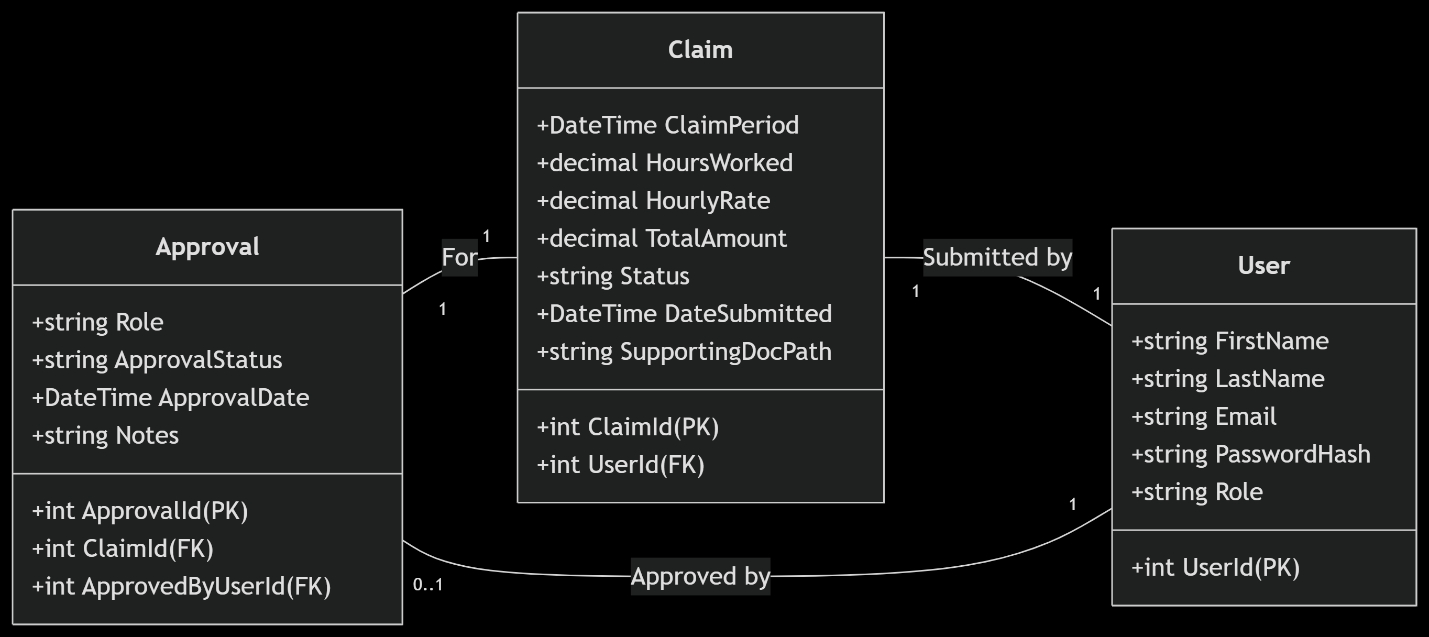 Claim
+DateTime ClaimPeriod
+decimal HoursWorked
+decimal HourlyRate
+decimal TotalAmount
+string Status
+DateTime DateSubmitted
+string SupportingDocPath
+int ClaimId(PK)
+int UserId(FK)
Approval
+string Role
+string ApprovalStatus
+DateTime ApprovalDate
+string Notes
+int ApprovalId(PK)
+int ClaimId(FK)
+int ApprovedByUserId(FK)
For
1
1
Submitted by
1
1
User
+string FirstName
+string LastName
+string Email
+string PasswordHash
+string Role
+int UserId(PK)
Approved by
0..1
1